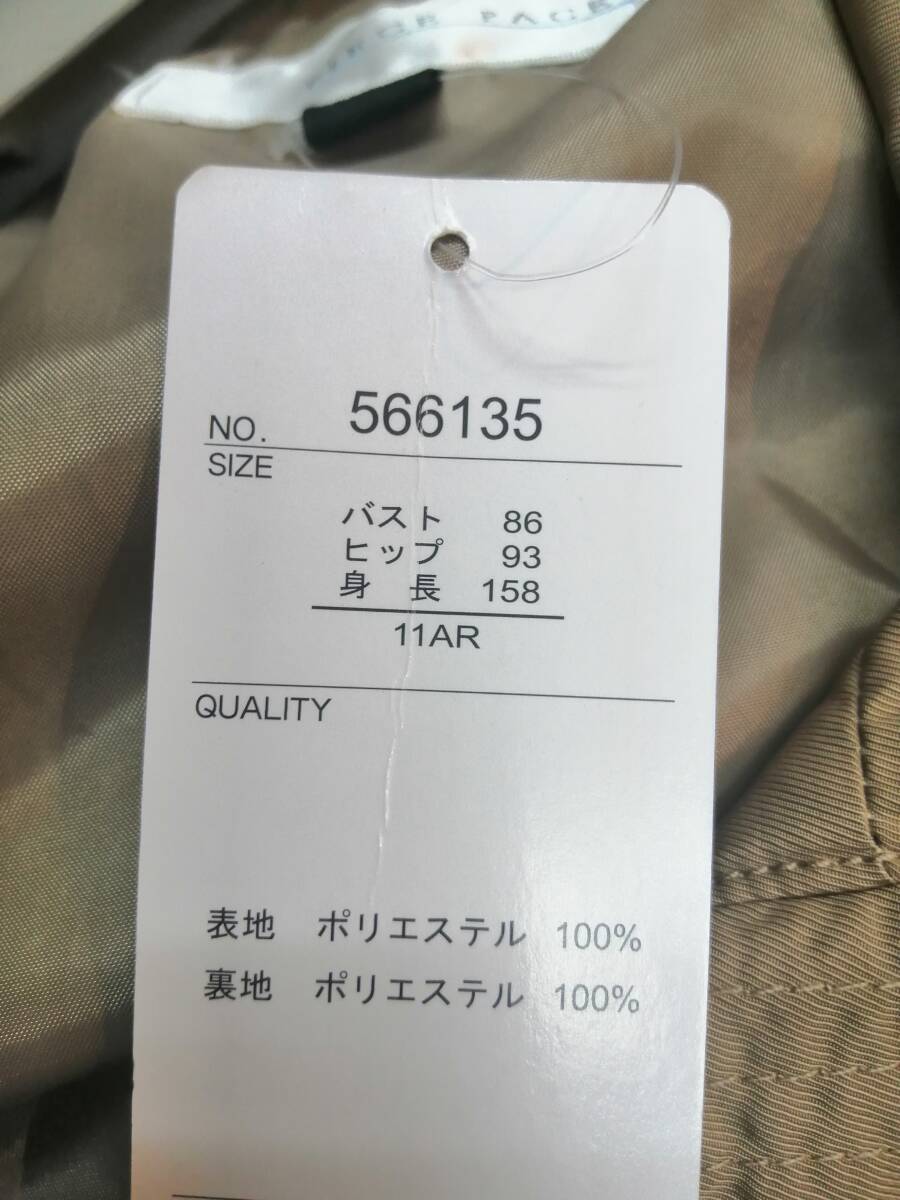 PAGE
NO. 566135
SIZE
バスト 86
ヒップ 93
身 長 158
11AR
QUALITY
表地 ポリエステル 100%
裏地 ポリエステル 100%